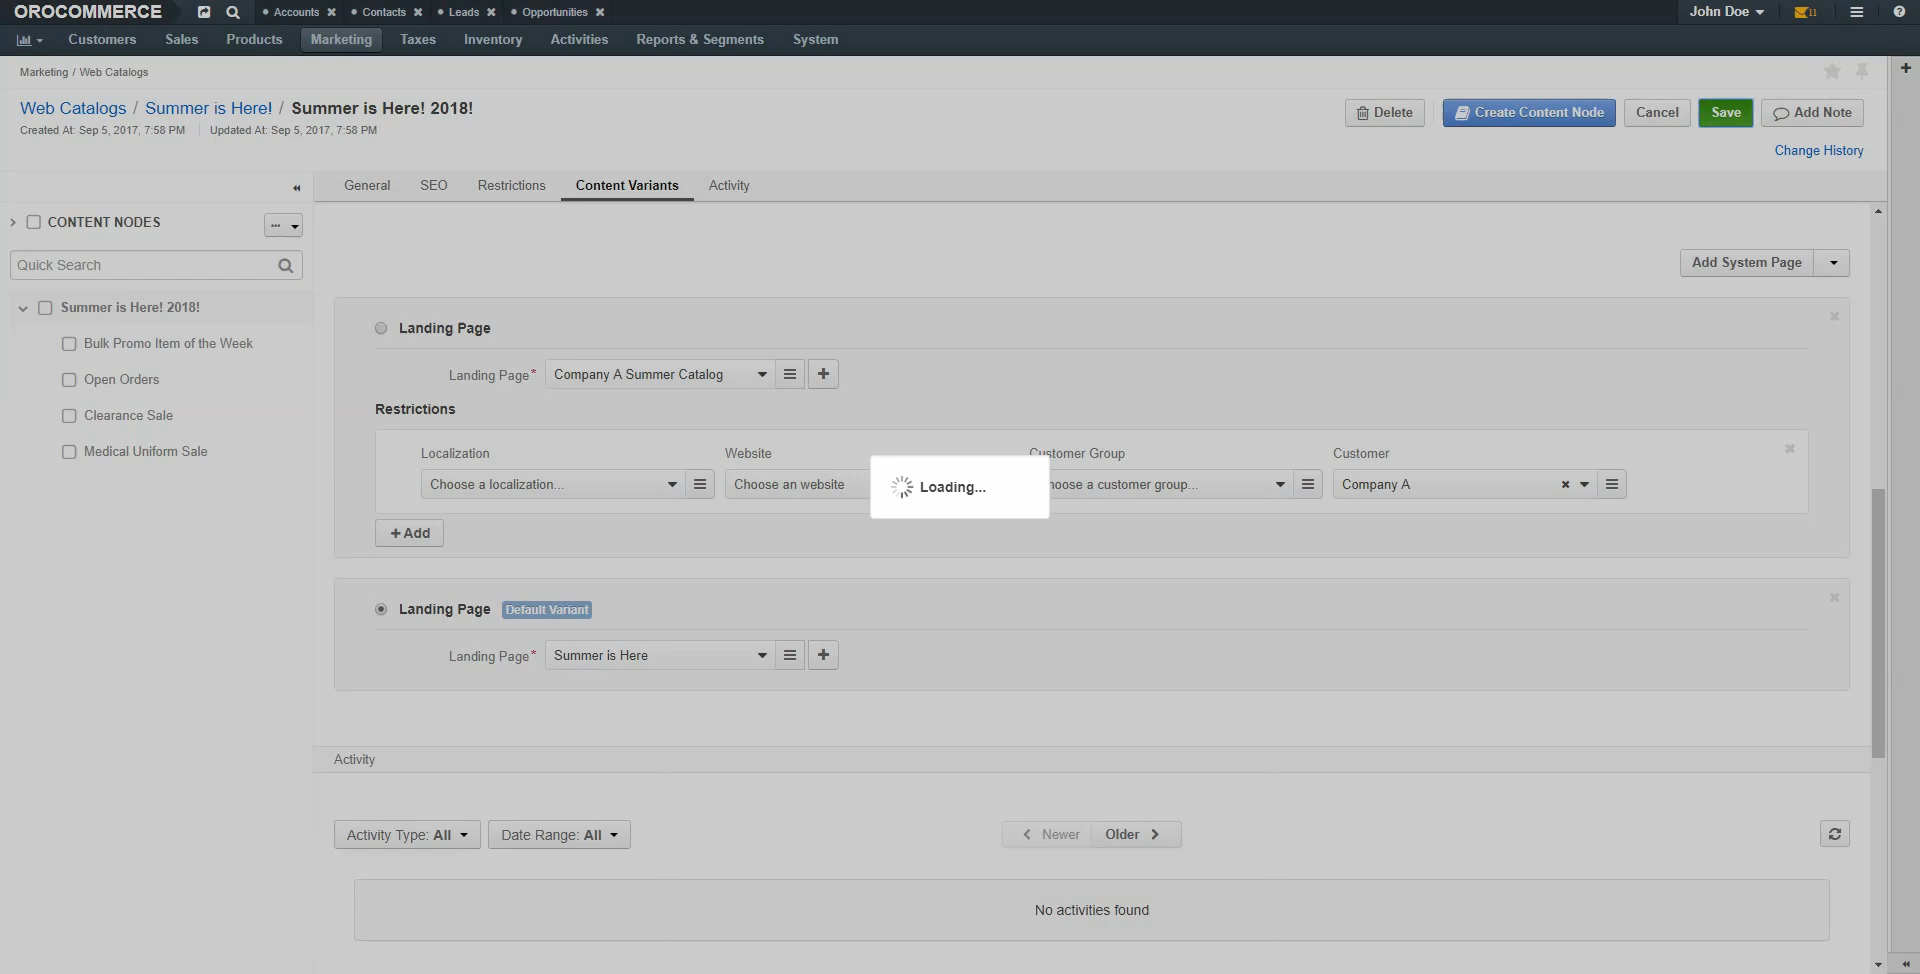 OROCOMMERCE
Accounts Contacts Leads Opportunities
John Doe 11
Customers Sales Products Marketing Taxes Inventory Activities Reports & Segments System
Marketing / Web Catalogs
Web Catalogs / Summer is Here! / Summer is Here! 2018!
Created At: Sep 5, 2017, 7:58 PM Updated At: Sep 5, 2017, 7:58 PM
Delete Create Content Node Cancel Save Add Note
Change History
General SEO Restrictions Content Variants Activity
CONTENT NODES
...
Quick Search
Summer is Here! 2018!
Bulk Promo Item of the Week
Open Orders
Clearance Sale
Medical Uniform Sale
Add System Page
Landing Page
Landing Page* Company A Summer Catalog
Restrictions
Localization Website Customer Group Customer
Choose a localization... Choose an website hoose a customer group... Company A
Loading...
+ Add
Landing Page Default Variant
Landing Page* Summer is Here
Activity
Activity Type: All Date Range: All
Newer Older
No activities found